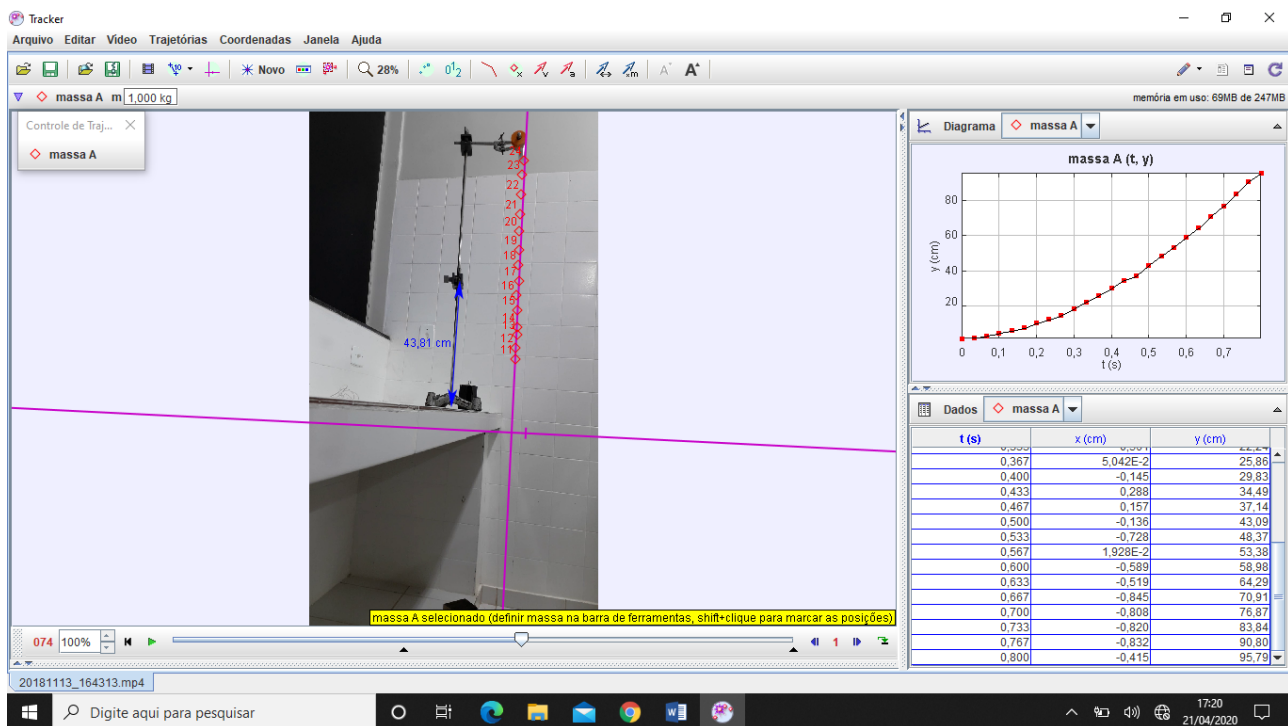 Tracker
Arquivo Editar Vídeo Trajetórias Coordenadas Janela Ajuda
Novo 28%
massa A m 1,000 kg
memória em uso: 69MB de 247MB
Controle de Traj...
massa A
24
23
22
21
20
19
18
17
16
15
14
13
12
11
43,81 cm
massa A selecionado (definir massa na barra de ferramentas, shift+clique para marcar as posições)
074 100% 1
20181113_164313.mp4
Diagrama massa A
massa A (t, y)
y (cm)
80
60
40
20
0 0,1 0,2 0,3 0,4 0,5 0,6 0,7
t (s)
Dados massa A
t (s) x (cm) y (cm)
0,367 5,042E-2 25,86
0,400 -0,145 29,83
0,433 0,288 34,49
0,467 0,157 37,14
0,500 -0,136 43,09
0,533 -0,728 48,37
0,567 1,928E-2 53,38
0,600 -0,589 58,98
0,633 -0,519 64,29
0,667 -0,845 70,91
0,700 -0,808 76,87
0,733 -0,820 83,84
0,767 -0,832 90,80
0,800 -0,415 95,79
Digite aqui para pesquisar
17:20
21/04/2020